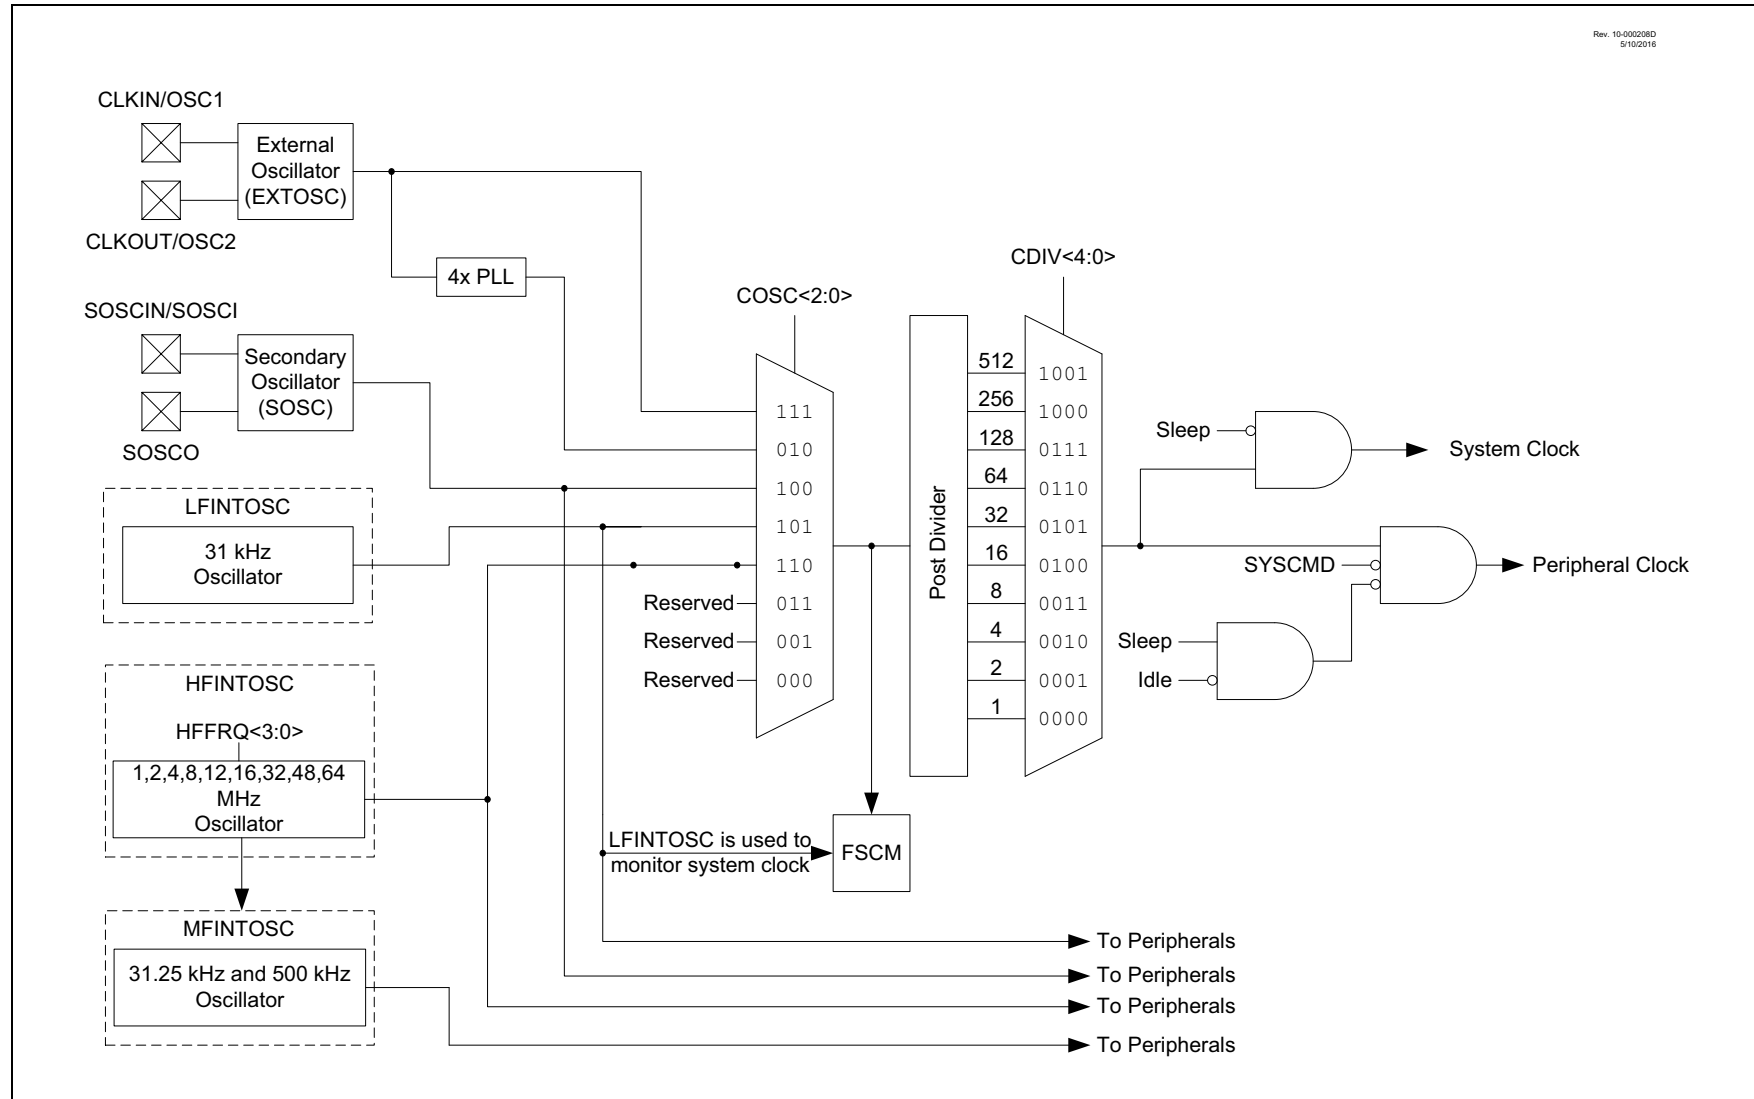 Rev. 10-000208D
5/10/2016
CLKIN/OSC1
External
Oscillator
(EXTOSC)
CLKOUT/OSC2
4x PLL
SOSCIN/SOSCI
Secondary
Oscillator
(SOSC)
SOSCO
LFINTOSC
31 kHz
Oscillator
HFINTOSC
HFFRQ<3:0>
1,2,4,8,12,16,32,48,64
MHz
Oscillator
MFINTOSC
31.25 kHz and 500 kHz
Oscillator
COSC<2:0>
111
010
100
101
110
Reserved 011
Reserved 001
Reserved 000
LFINTOSC is used to
monitor system clock
FSCM
Post Divider
CDIV<4:0>
512 1001
256 1000
128 0111
64 0110
32 0101
16 0100
8 0011
4 0010
2 0001
1 0000
Sleep
System Clock
SYSCMD
Peripheral Clock
Sleep
Idle
To Peripherals
To Peripherals
To Peripherals
To Peripherals